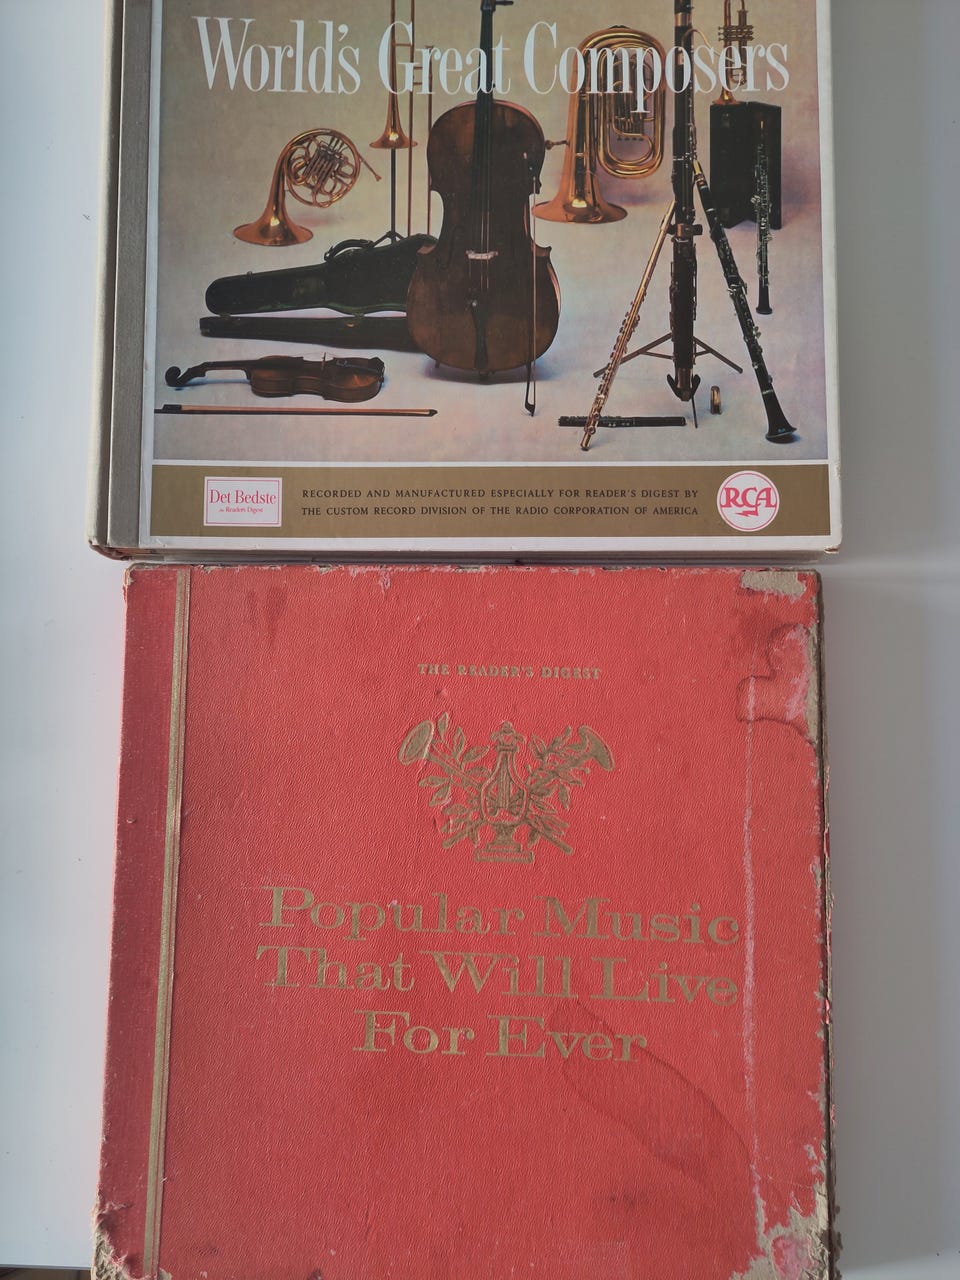 World's Great Composers
Det Bedste
fra Reader's Digest
RECORDED AND MANUFACTURED ESPECIALLY FOR READER'S DIGEST BY
THE CUSTOM RECORD DIVISION OF THE RADIO CORPORATION OF AMERICA
RCA
THE READER'S DIGEST
Popular Music
That Will Live
For Ever